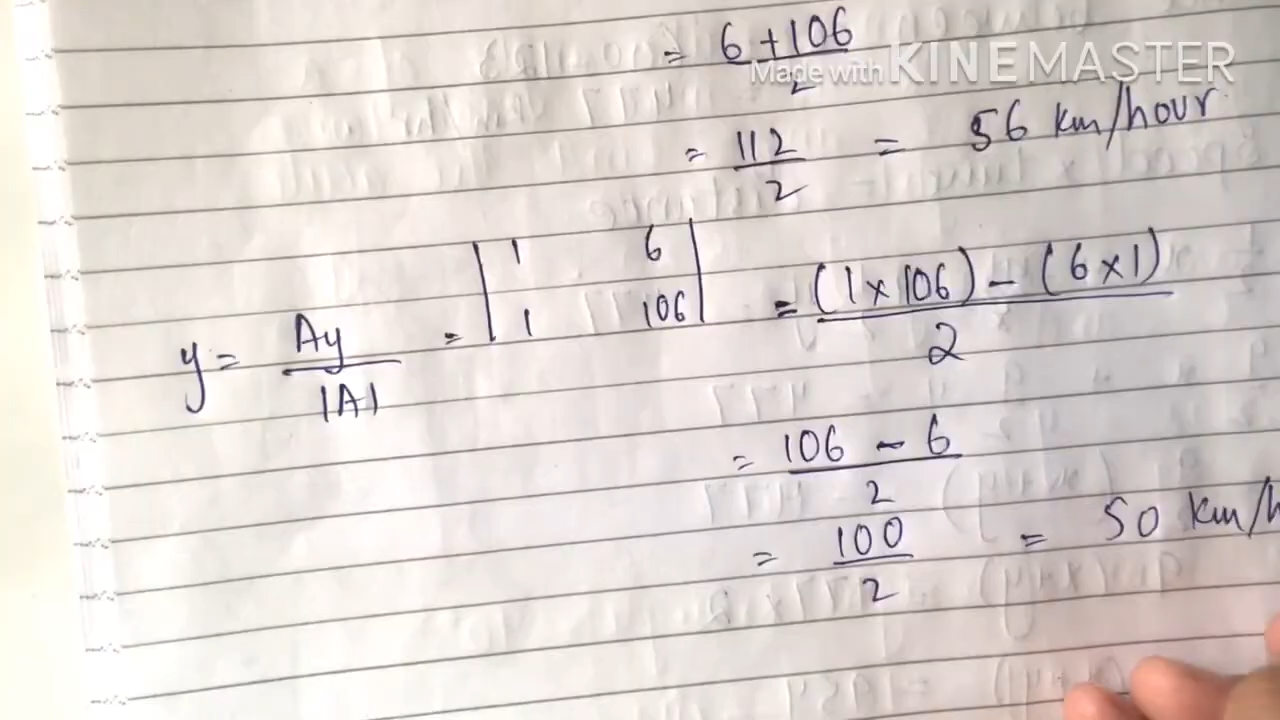 = 6 + 106
2
Made with KINEMASTER
= 112/2 = 56 km/hour
y = Ay/|A| = |1 6| = (1 x 106) - (6 x 1)
|1 106| 2
= 106 - 6
2
= 100/2 = 50 km/h